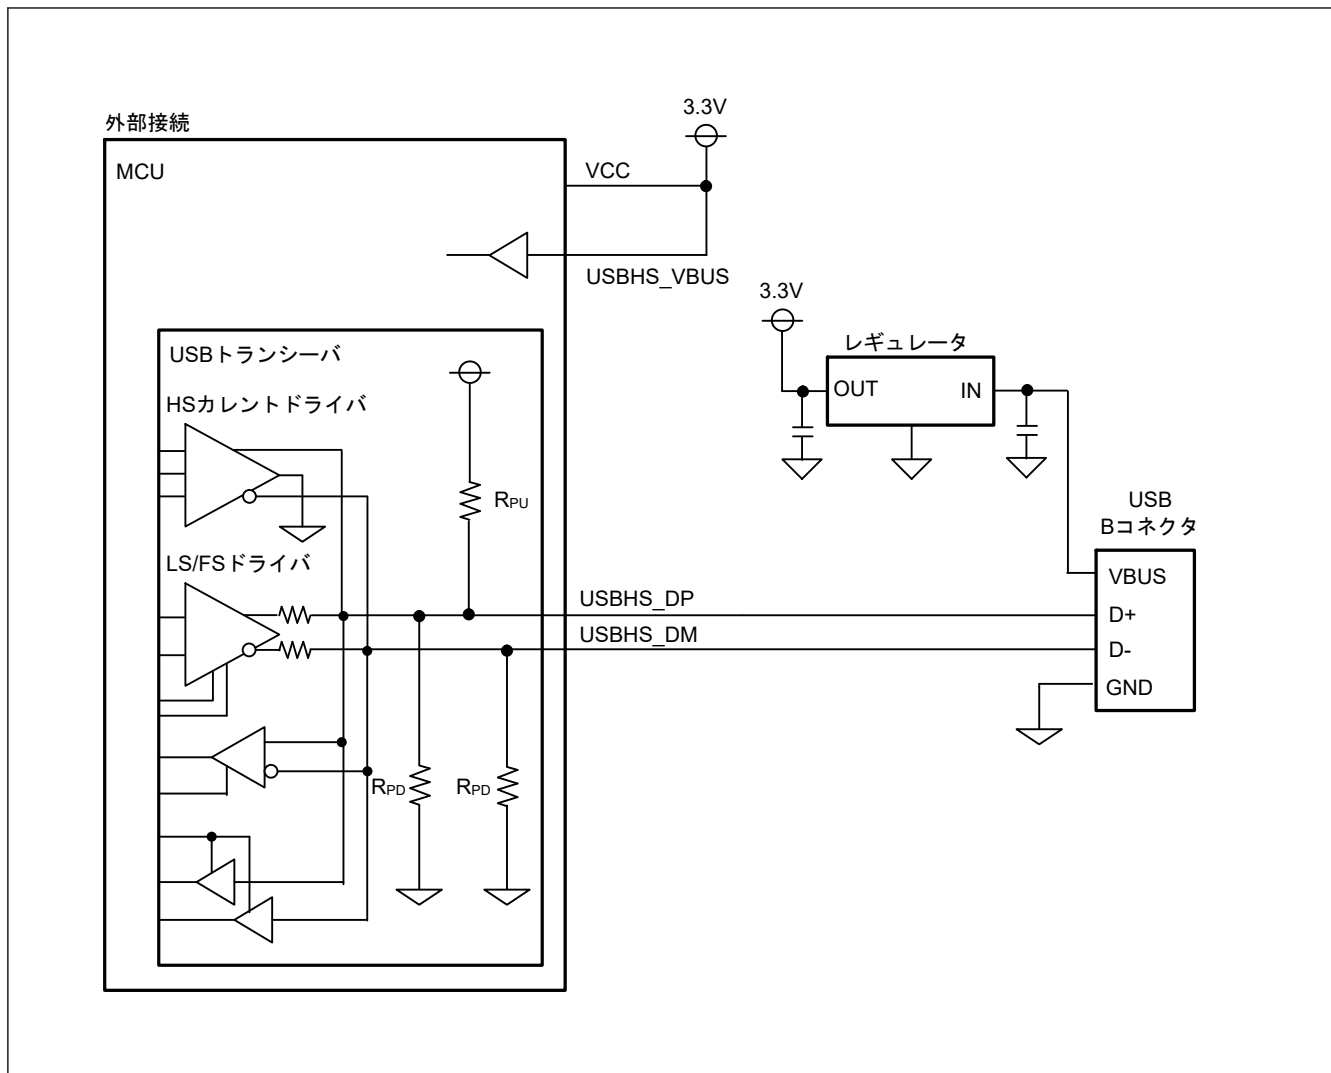 外部接続
MCU
3.3V
VCC
USBHS_VBUS
3.3V
レギュレータ
OUT
IN
USBトランシーバ
HSカレントドライバ
RPU
USB
Bコネクタ
LS/FSドライバ
VBUS
USBHS_DP
D+
USBHS_DM
D-
GND
RPD
RPD